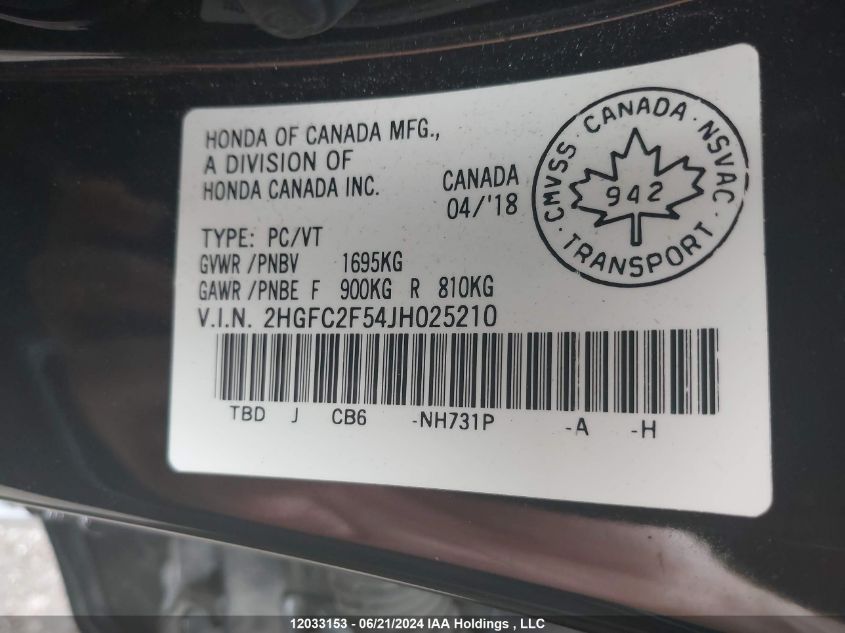 HONDA OF CANADA MFG.,
A DIVISION OF
HONDA CANADA INC.
CANADA
04/'18
CMVSS · CANADA · NSVAC · TRANSPORT ·
942
TYPE: PC/VT
GVWR /PNBV 1695KG
GAWR /PNBE F 900KG R 810KG
V.I.N. 2HGFC2F54JH025210
TBD J CB6 -NH731P -A -H
12033153 - 06/21/2024 IAA Holdings , LLC